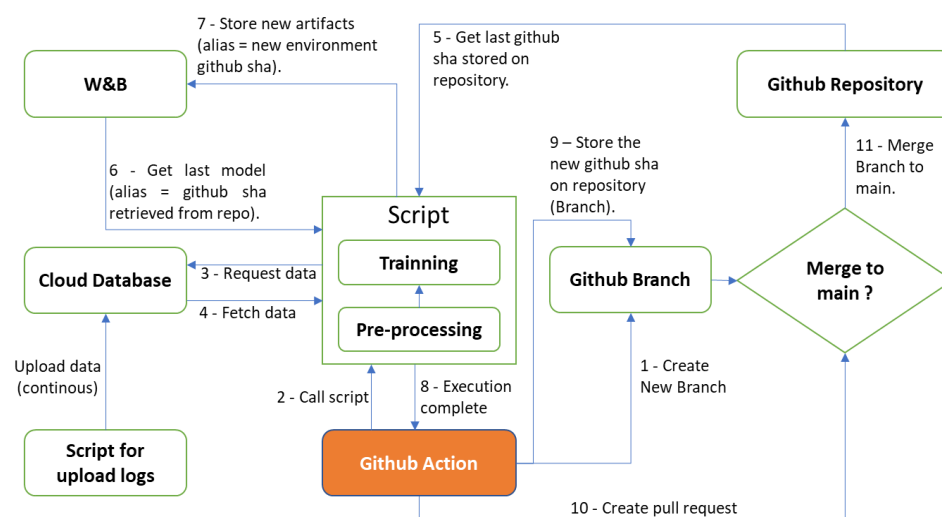 7 - Store new artifacts
(alias = new environment
github sha).
5 - Get last github
sha stored on
repository.
W&B
Github Repository
9 – Store the
new github sha
on repository
(Branch).
11 - Merge
Branch to
main.
6 - Get last model
(alias = github sha
retrieved from repo).
Script
Trainning
Cloud Database
3 - Request data
Github Branch
Merge to
main ?
4 - Fetch data
Pre-processing
Upload data
(continous)
2 - Call script
8 - Execution
complete
1 - Create
New Branch
Script for
upload logs
Github Action
10 - Create pull request